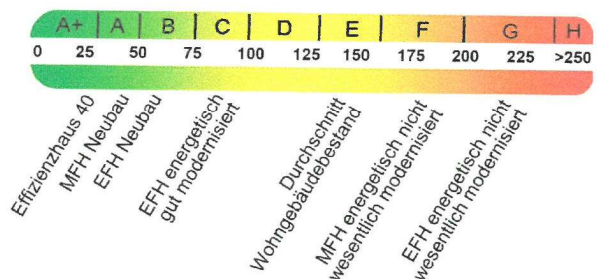 A+ A B C D E F G H
0 25 50 75 100 125 150 175 200 225 >250
Effizienzhaus 40
MFH Neubau
EFH Neubau
EFH energetisch
gut modernisiert
Durchschnitt
Wohngebäudebestand
MFH energetisch nicht
wesentlich modernisiert
EFH energetisch nicht
wesentlich modernisiert